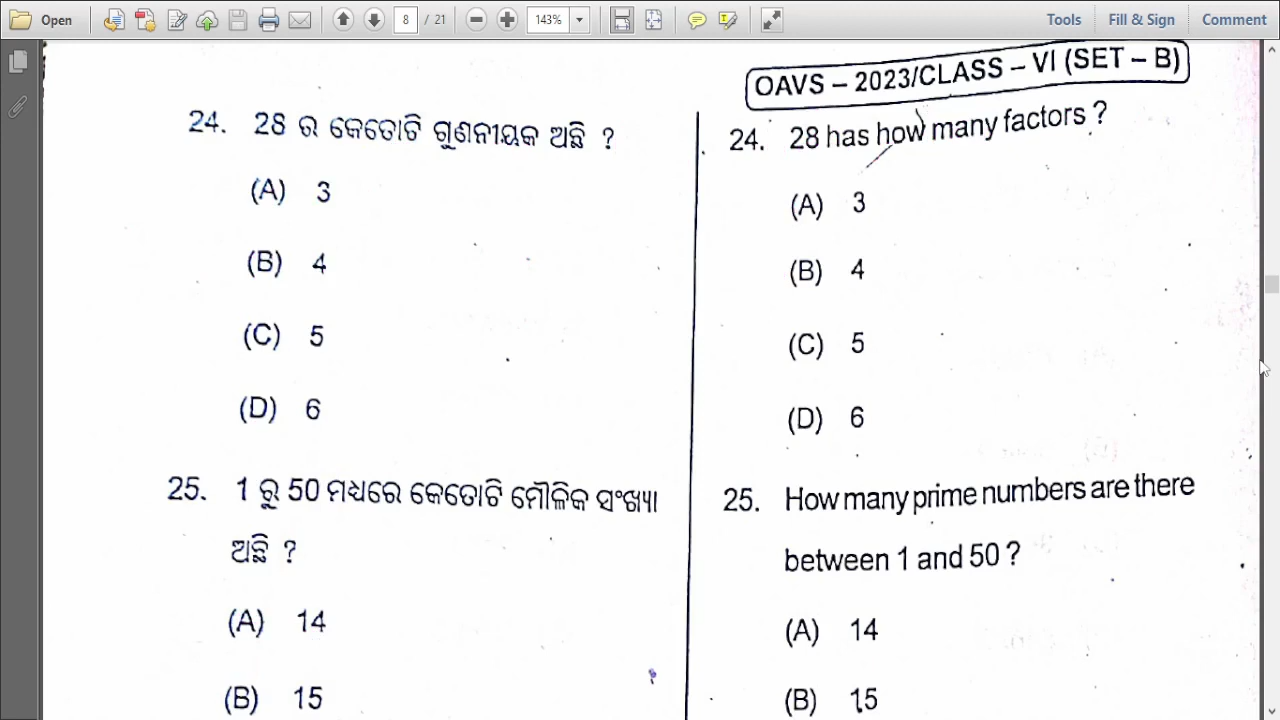 Open
8
/ 21
143%
Tools
Fill & Sign
Comment
OAVS – 2023/CLASS – VI (SET – B)
24. 28 ର କେତୋଟି ଗୁଣନୀୟକ ଅଛି ?
(A) 3
(B) 4
(C) 5
(D) 6
25. 1 ରୁ 50 ମଧ୍ୟରେ କେତୋଟି ମୌଳିକ ସଂଖ୍ୟା
ଅଛି ?
(A) 14
(B) 15
24. 28 has how many factors ?
(A) 3
(B) 4
(C) 5
(D) 6
25. How many prime numbers are there
between 1 and 50 ?
(A) 14
(B) 15